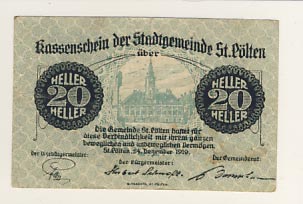 Kassenschein der Stadtgemeinde St. Pölten
über
HELLER 20 HELLER
HELLER 20 HELLER
Die Gemeinde St. Pölten haftet für
diese Verbindlichkeit mit ihrem ganzen
beweglichen und unbeweglichen Vermögen.
St. Pölten, 24. Dezember 1919.
Der Bürgermeister:
Der Gemeinderat: